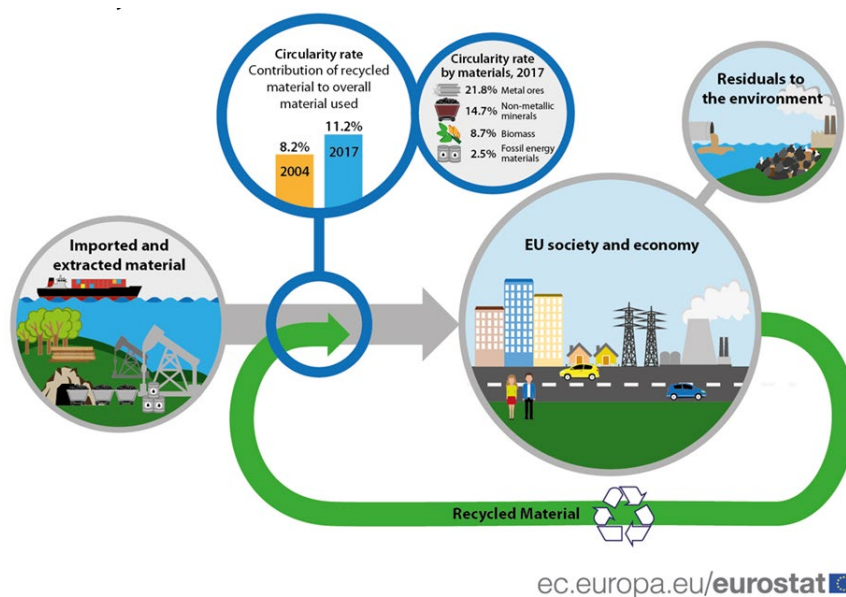 Circularity rate
Contribution of recycled
material to overall
material used
11.2%
8.2%
2017
2004
Circularity rate
by materials, 2017
21.8% Metal ores
14.7% Non-metallic
minerals
8.7% Biomass
2.5% Fossil energy
materials
Residuals to
the environment
Imported and
extracted material
EU society and economy
Recycled Material
ec.europa.eu/eurostat